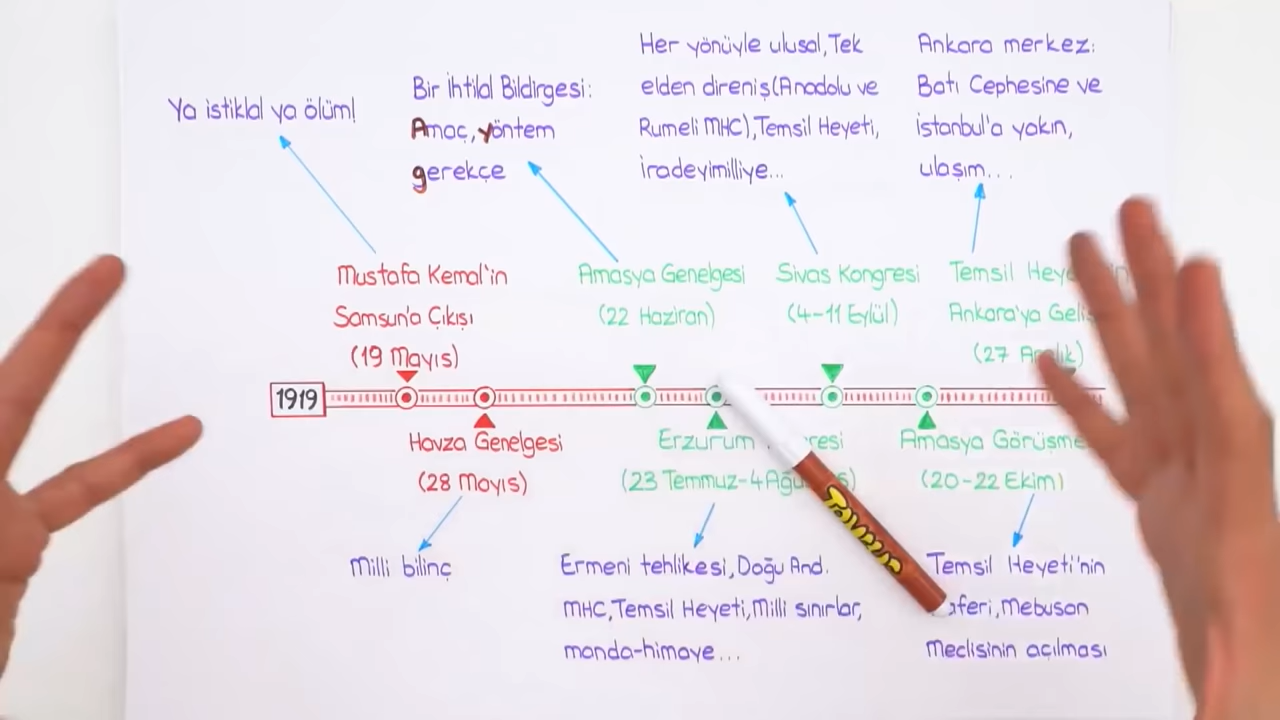 Ya istiklal ya ölüm!
Bir İhtilal Bildirgesi:
Amaç, yöntem
gerekçe
Her yönüyle ulusal, Tek
elden direniş(Anadolu ve
Rumeli MHC), Temsil Heyeti,
İradeyimilliye...
Ankara merkez:
Batı Cephesine ve
İstanbul'a yakın,
ulaşım...
Mustafa Kemal'in
Samsun'a Çıkışı
(19 Mayıs)
Amasya Genelgesi
(22 Haziran)
Sivas Kongresi
(4-11 Eylül)
Temsil
Ankara'ya
(27
1919
Havza Genelgesi
(28 Mayıs)
Erzurum
(23 Temmuz-4
Amasya
(20-22 Ekim)
Milli bilinç
Ermeni tehlikesi, Doğu And.
MHC, Temsil Heyeti, Milli sınırlar,
manda-himaye...
Temsil Heyeti'nin
Mebusan
Meclisinin açılması